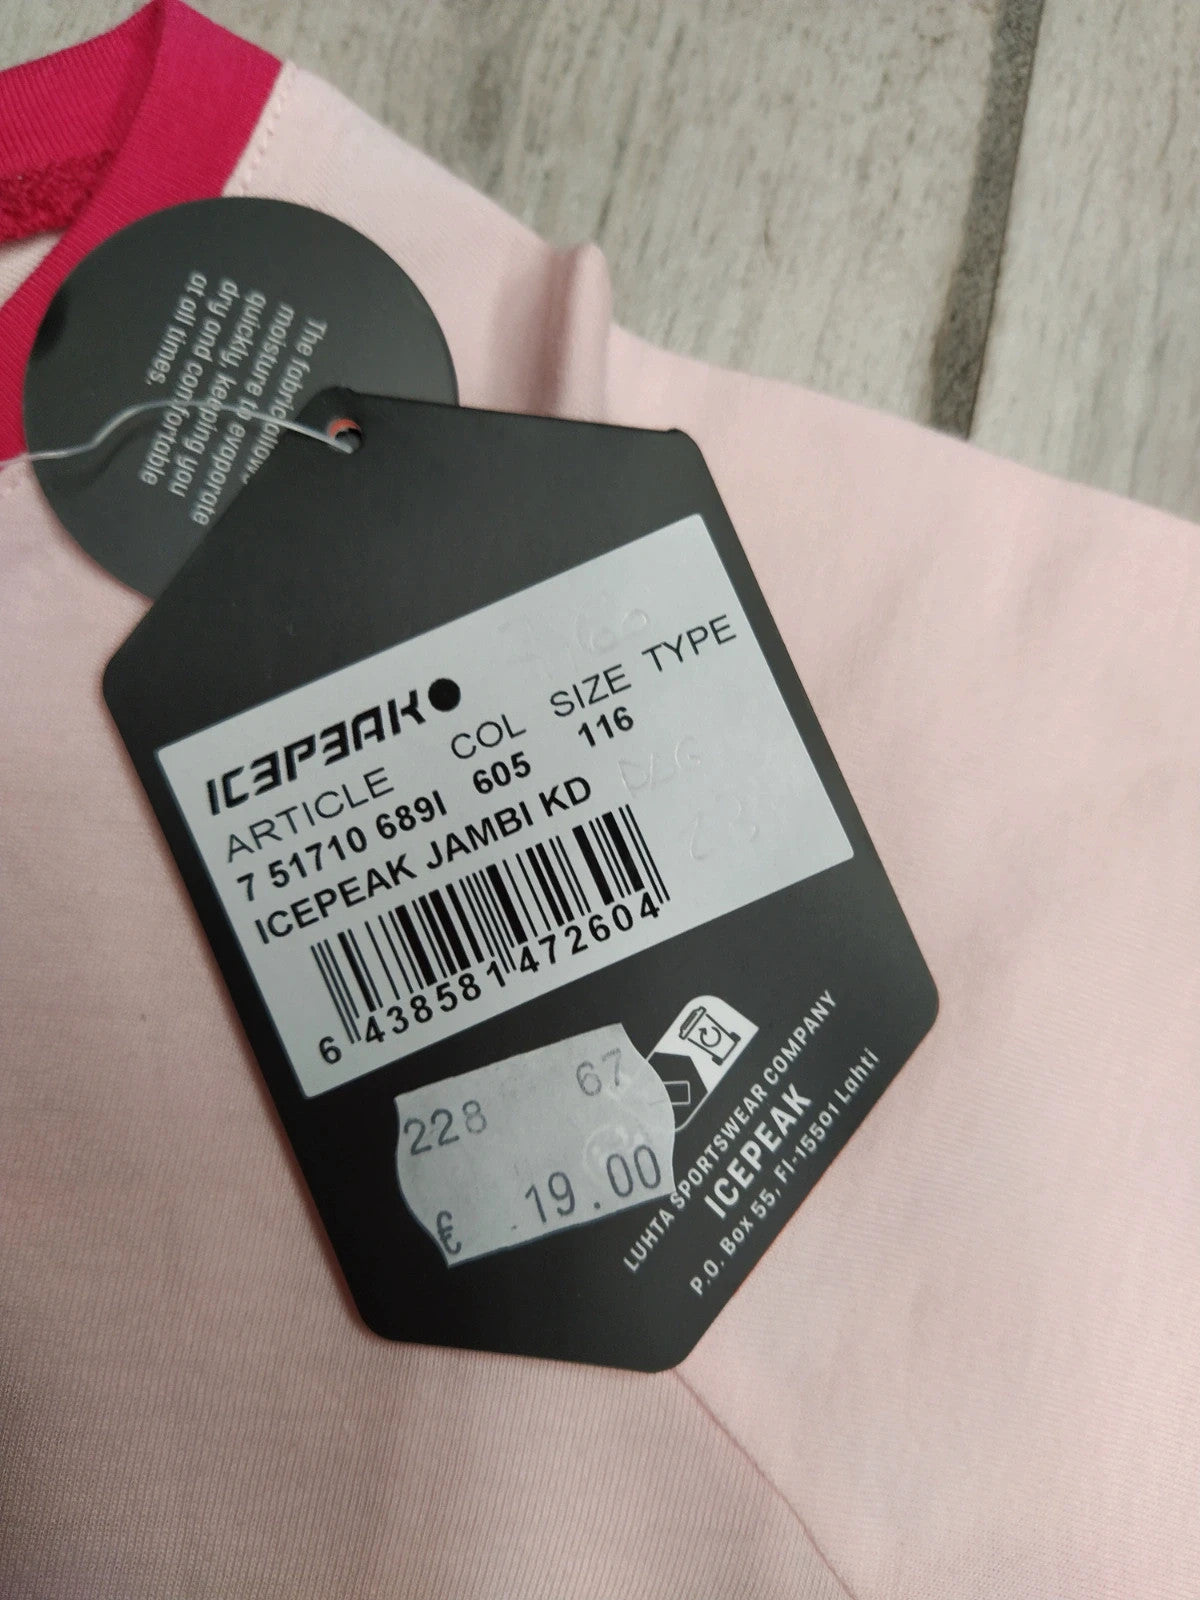 The fabric allows
moisture to evaporate
quickly, keeping you
dry and comfortable
at all times.
ICEPEAK
ARTICLE COL SIZE TYPE
7 51710 689I 605 116
ICEPEAK JAMBI KD
6 438581 472604
228 67
€ 19.00
LUHTA SPORTSWEAR COMPANY
ICEPEAK
P.O. Box 55, FI-15501 Lahti